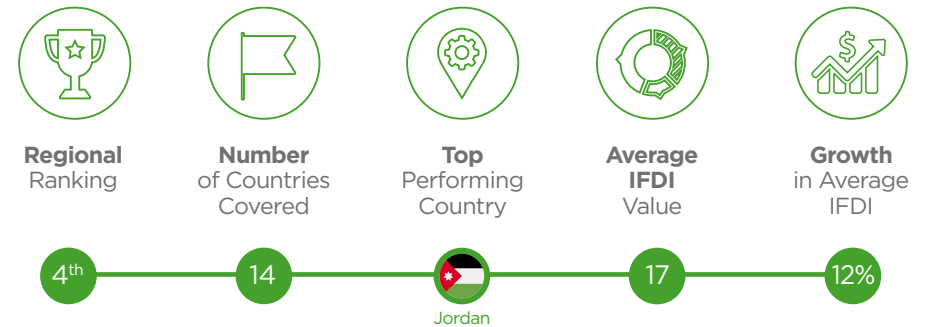 Regional
Ranking
Number
of Countries
Covered
Top
Performing
Country
Average
IFDI
Value
Growth
in Average
IFDI
4th
14
Jordan
17
12%